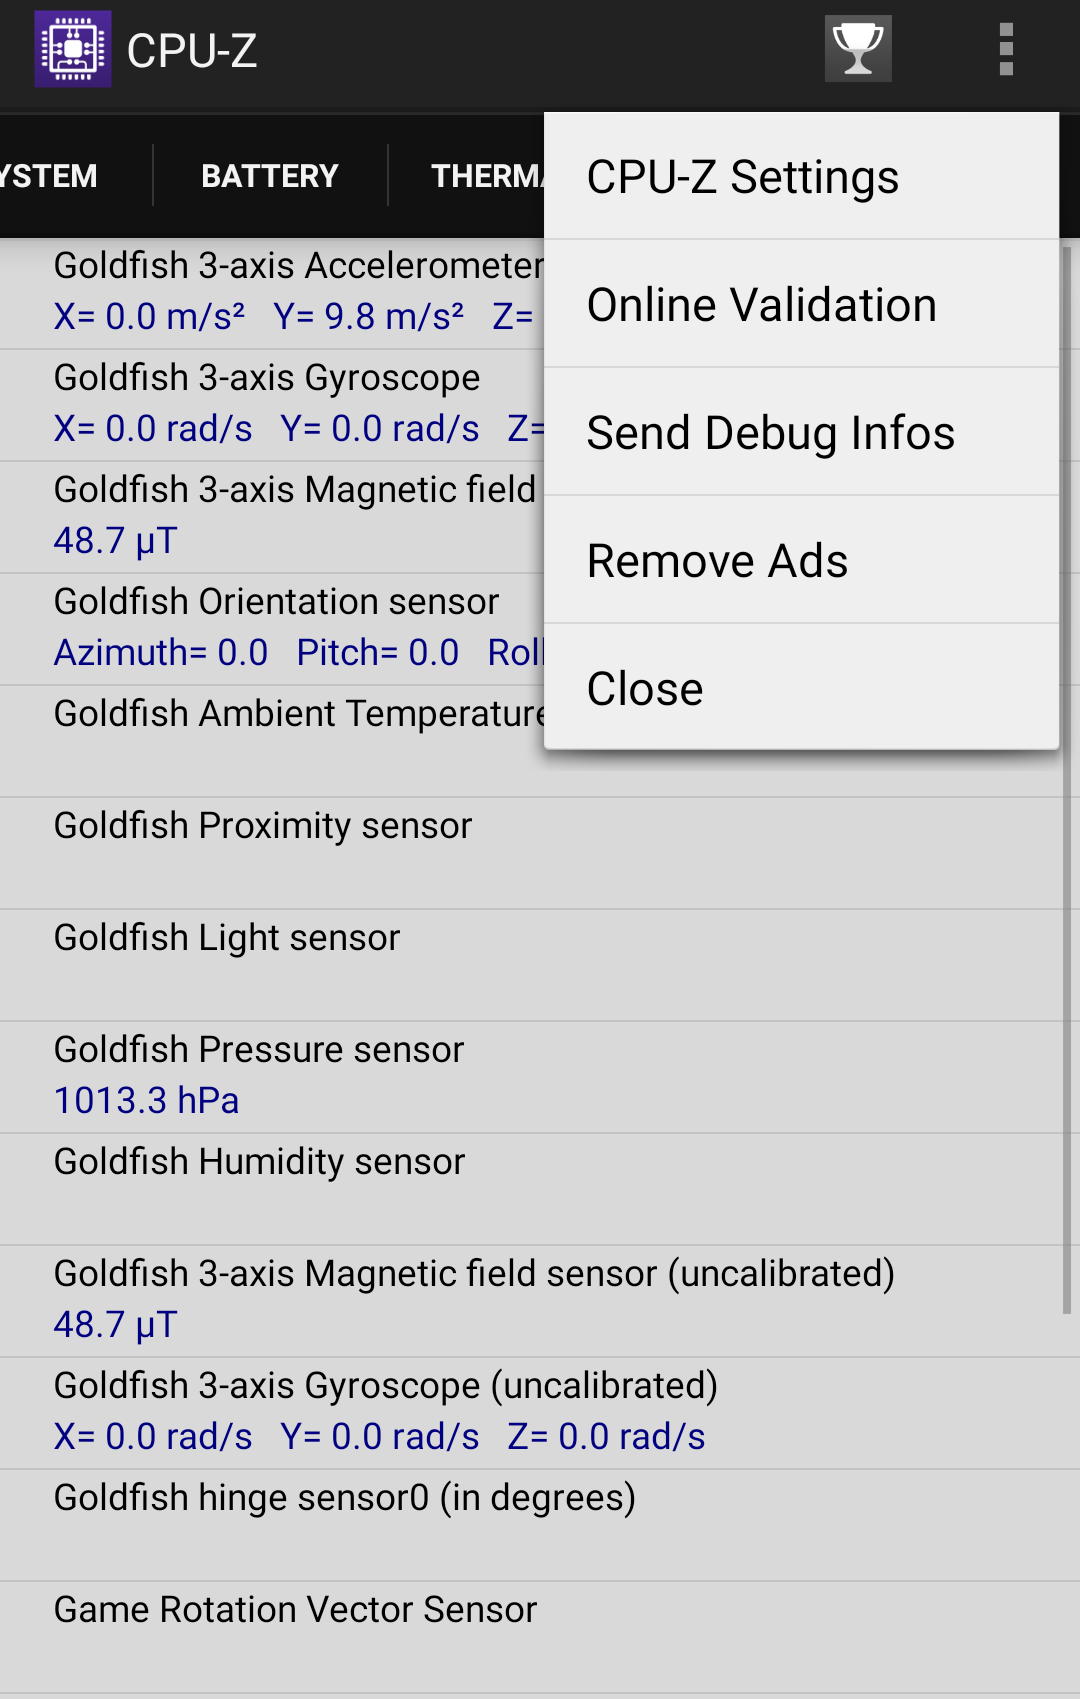 CPU-Z
YSTEM
BATTERY
THERMA
CPU-Z Settings
Online Validation
Send Debug Infos
Remove Ads
Close
Goldfish 3-axis Accelerometer
X= 0.0 m/s² Y= 9.8 m/s² Z=
Goldfish 3-axis Gyroscope
X= 0.0 rad/s Y= 0.0 rad/s Z=
Goldfish 3-axis Magnetic field
48.7 µT
Goldfish Orientation sensor
Azimuth= 0.0 Pitch= 0.0 Roll
Goldfish Ambient Temperature
Goldfish Proximity sensor
Goldfish Light sensor
Goldfish Pressure sensor
1013.3 hPa
Goldfish Humidity sensor
Goldfish 3-axis Magnetic field sensor (uncalibrated)
48.7 µT
Goldfish 3-axis Gyroscope (uncalibrated)
X= 0.0 rad/s Y= 0.0 rad/s Z= 0.0 rad/s
Goldfish hinge sensor0 (in degrees)
Game Rotation Vector Sensor